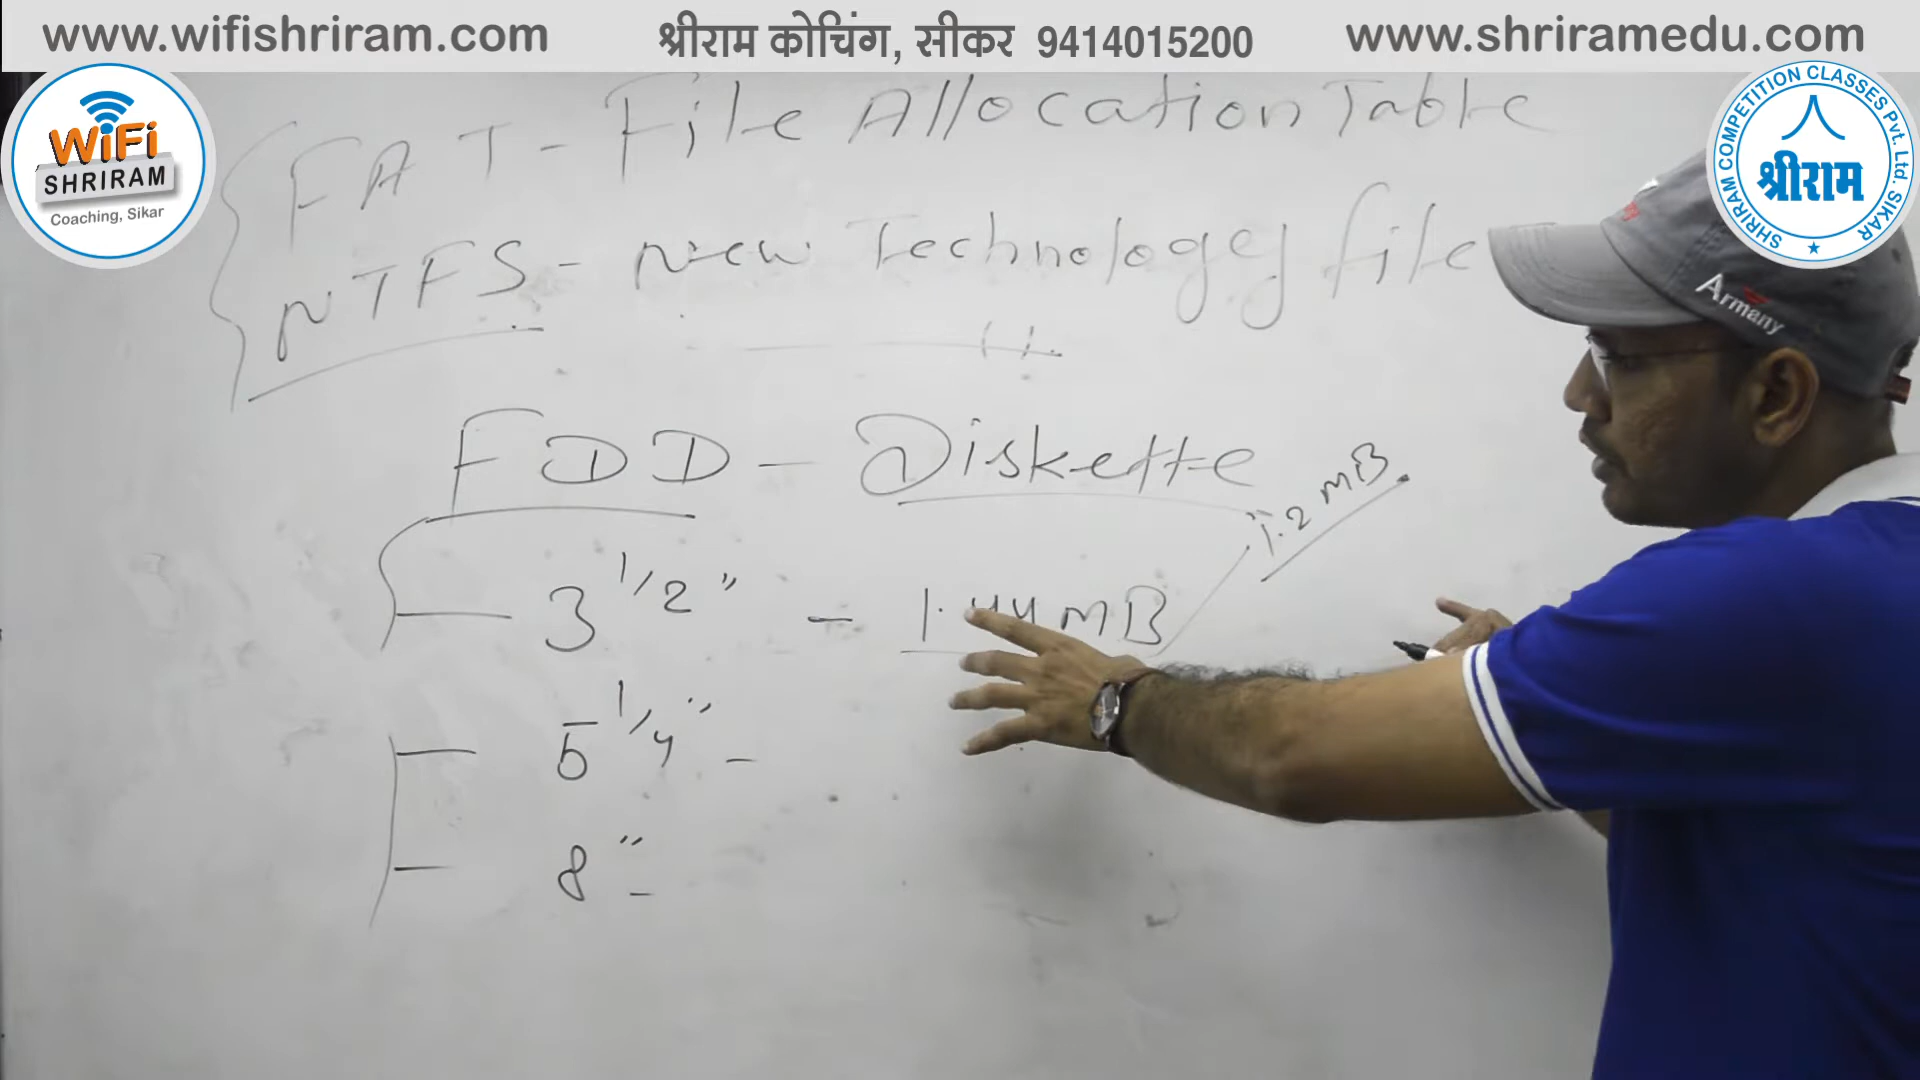 www.wifishriram.com
श्रीराम कोचिंग, सीकर 9414015200
www.shriramedu.com
WiFi
SHRIRAM
Coaching, Sikar
SHRIRAM COMPETITION CLASSES Pvt. Ltd. SIKAR
श्रीराम
Armany
FAT - File Allocation Table
NTFS - New Technology file
FDD - Diskette
1.2 MB
3 1/2" - 1.44 MB
5 1/4" -
8" -